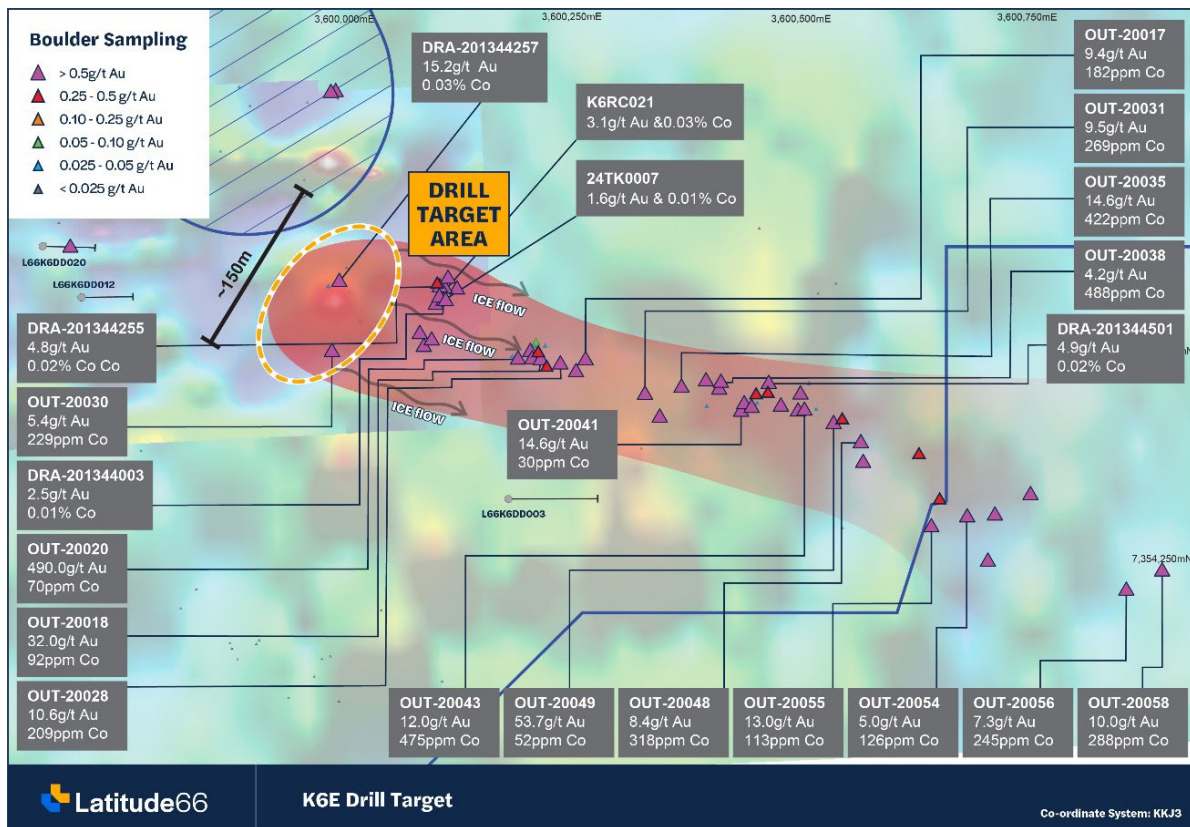 3,600,000mE
3,600,250mE
3,600,500mE
3,600,750mE
Boulder Sampling
> 0.5g/t Au
0.25 - 0.5 g/t Au
0.10 - 0.25 g/t Au
0.05 - 0.10 g/t Au
0.025 - 0.05 g/t Au
< 0.025 g/t Au
DRA-201344257
15.2g/t Au
0.03% Co
K6RC021
3.1g/t Au &0.03% Co
24TK0007
1.6g/t Au & 0.01% Co
OUT-20017
9.4g/t Au
182ppm Co
OUT-20031
9.5g/t Au
269ppm Co
OUT-20035
14.6g/t Au
422ppm Co
OUT-20038
4.2g/t Au
488ppm Co
DRA-201344501
4.9g/t Au
0.02% Co
DRILL
TARGET
AREA
~150m
L66K6DD020
L66K6DD012
ICE flow
ICE flow
ICE flow
DRA-201344255
4.8g/t Au
0.02% Co Co
OUT-20030
5.4g/t Au
229ppm Co
DRA-201344003
2.5g/t Au
0.01% Co
OUT-20020
490.0g/t Au
70ppm Co
OUT-20018
32.0g/t Au
92ppm Co
OUT-20028
10.6g/t Au
209ppm Co
OUT-20041
14.6g/t Au
30ppm Co
L66K6DD003
7,354,250mN
OUT-20043
12.0g/t Au
475ppm Co
OUT-20049
53.7g/t Au
52ppm Co
OUT-20048
8.4g/t Au
318ppm Co
OUT-20055
13.0g/t Au
113ppm Co
OUT-20054
5.0g/t Au
126ppm Co
OUT-20056
7.3g/t Au
245ppm Co
OUT-20058
10.0g/t Au
288ppm Co
Latitude66
K6E Drill Target
Co-ordinate System: KKJ3